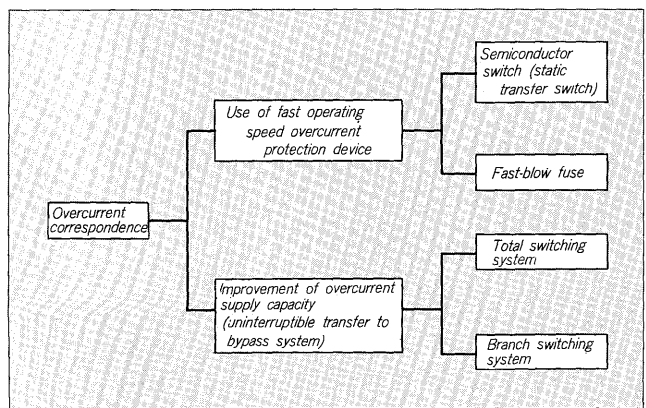 Overcurrent
correspondence
Use of fast operating
speed overcurrent
protection device
Improvement of overcurrent
supply capacity
(uninterruptible transfer to
bypass system)
Semiconductor
switch (static
transfer switch)
Fast-blow fuse
Total switching
system
Branch switching
system